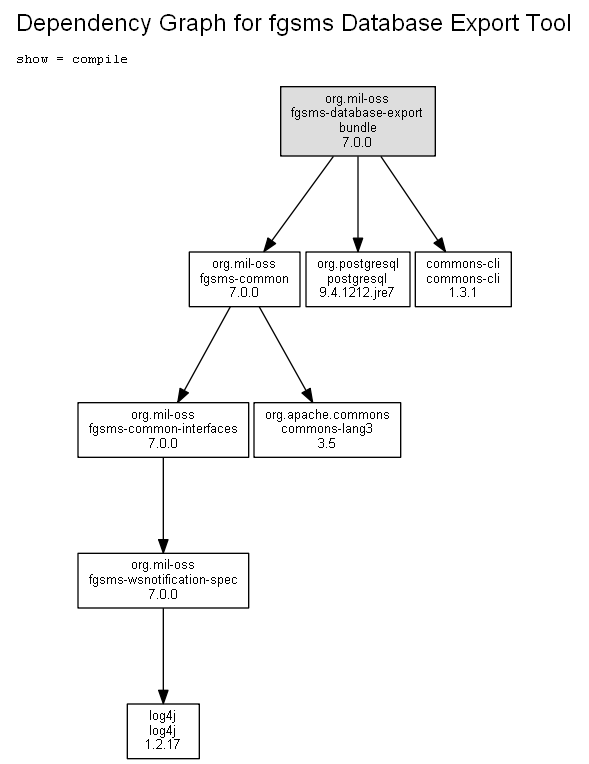 Dependency Graph for fgsms Database Export Tool
show = compile
org.mil-oss
fgsms-database-export
bundle
7.0.0
org.mil-oss
fgsms-common
7.0.0
org.postgresql
postgresql
9.4.1212.jre7
commons-cli
commons-cli
1.3.1
org.mil-oss
fgsms-common-interfaces
7.0.0
org.apache.commons
commons-lang3
3.5
org.mil-oss
fgsms-wsnotification-spec
7.0.0
log4j
log4j
1.2.17